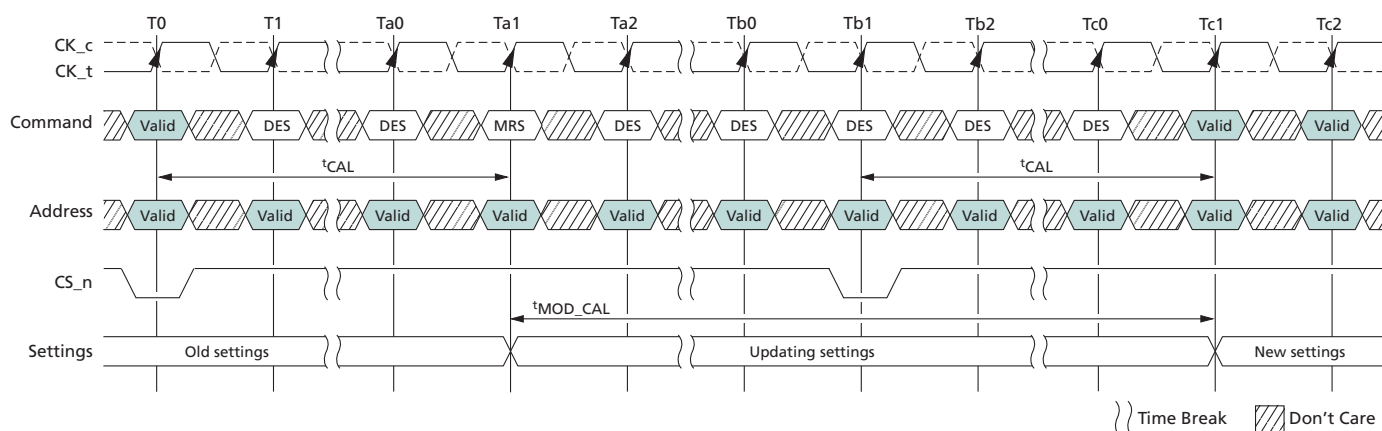 T0 T1 Ta0 Ta1 Ta2 Tb0 Tb1 Tb2 Tc0 Tc1 Tc2
CK_c
CK_t
Command Valid DES DES MRS DES DES DES DES DES Valid Valid
tCAL tCAL
Address Valid Valid Valid Valid Valid Valid Valid Valid Valid Valid Valid
CS_n
tMOD_CAL
Settings Old settings Updating settings New settings
Time Break Don't Care